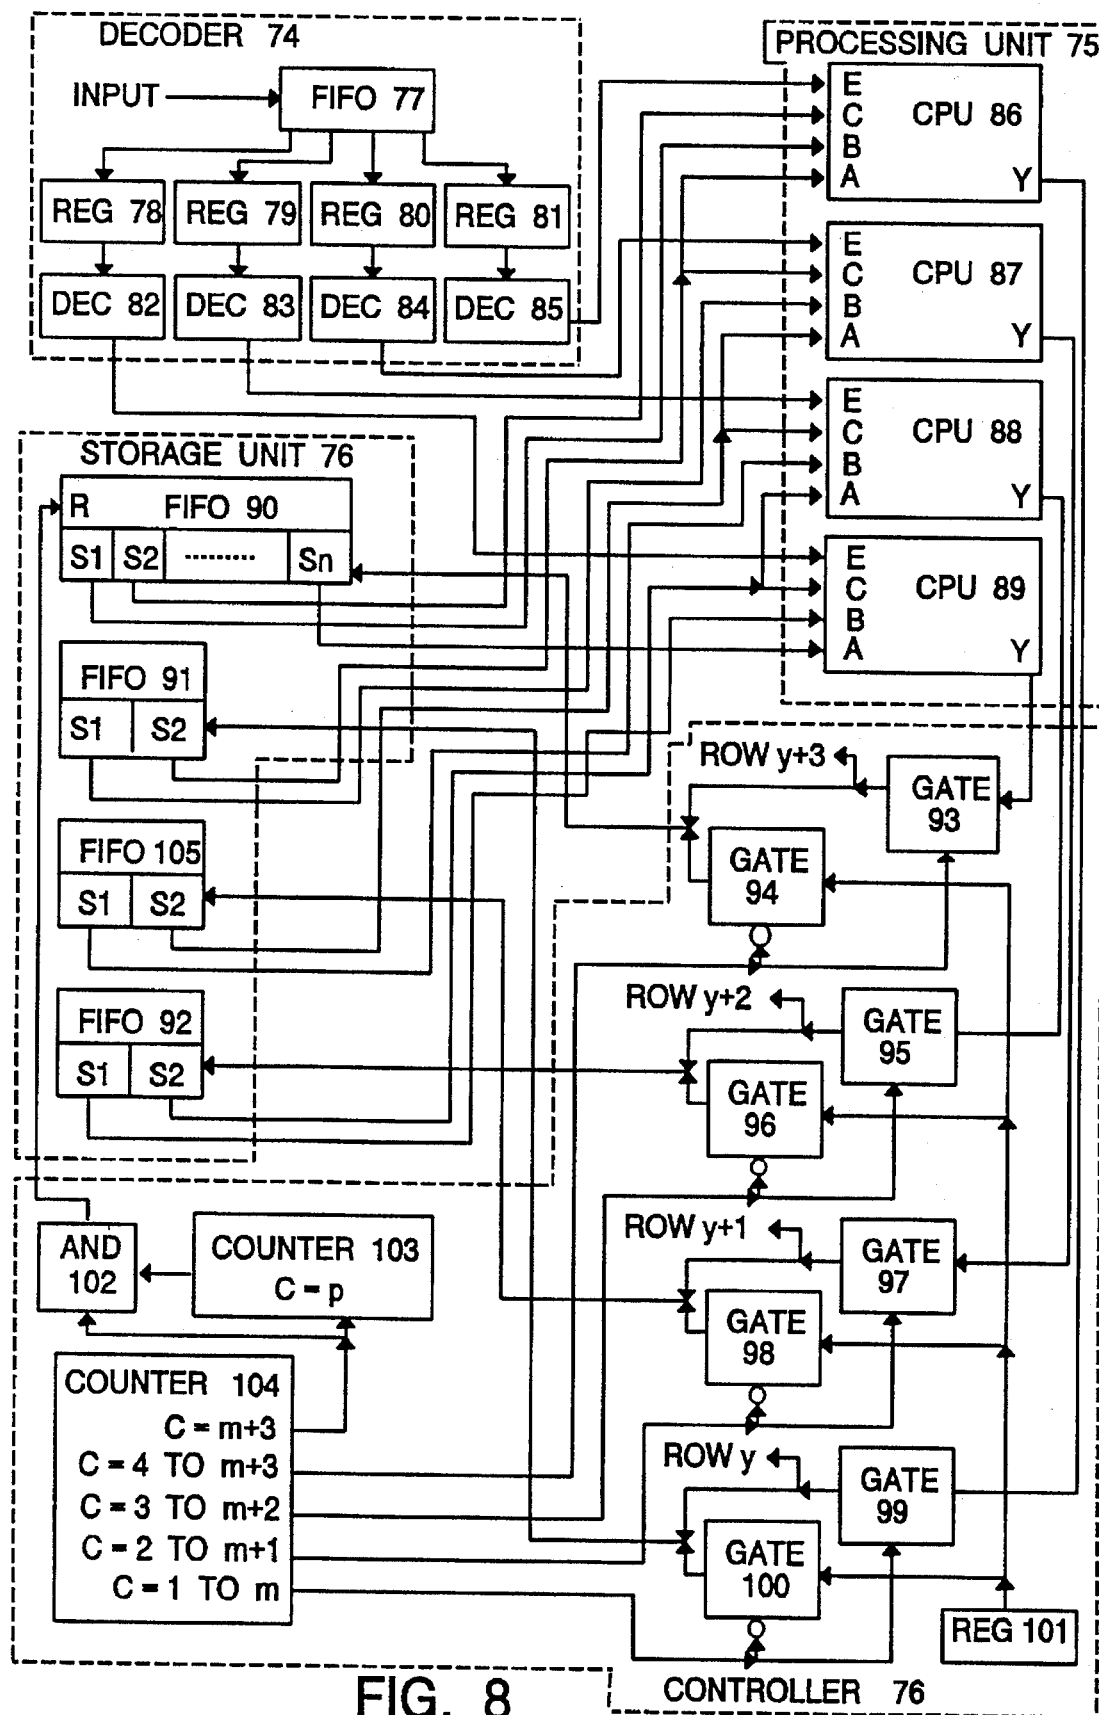 DECODER 74
INPUT
FIFO 77
REG 78
REG 79
REG 80
REG 81
DEC 82
DEC 83
DEC 84
DEC 85
PROCESSING UNIT 75
E
C
B
A
CPU 86
Y
E
C
B
A
CPU 87
Y
E
C
B
A
CPU 88
Y
E
C
B
A
CPU 89
Y
STORAGE UNIT 76
R FIFO 90
S1 S2 --------- Sn
FIFO 91
S1 S2
FIFO 105
S1 S2
FIFO 92
S1 S2
ROW y+3
GATE
93
GATE
94
ROW y+2
GATE
95
GATE
96
ROW y+1
GATE
97
GATE
98
ROW y
GATE
99
GATE
100
REG 101
AND
102
COUNTER 103
C = p
COUNTER 104
C = m+3
C = 4 TO m+3
C = 3 TO m+2
C = 2 TO m+1
C = 1 TO m
CONTROLLER 76
FIG. 8